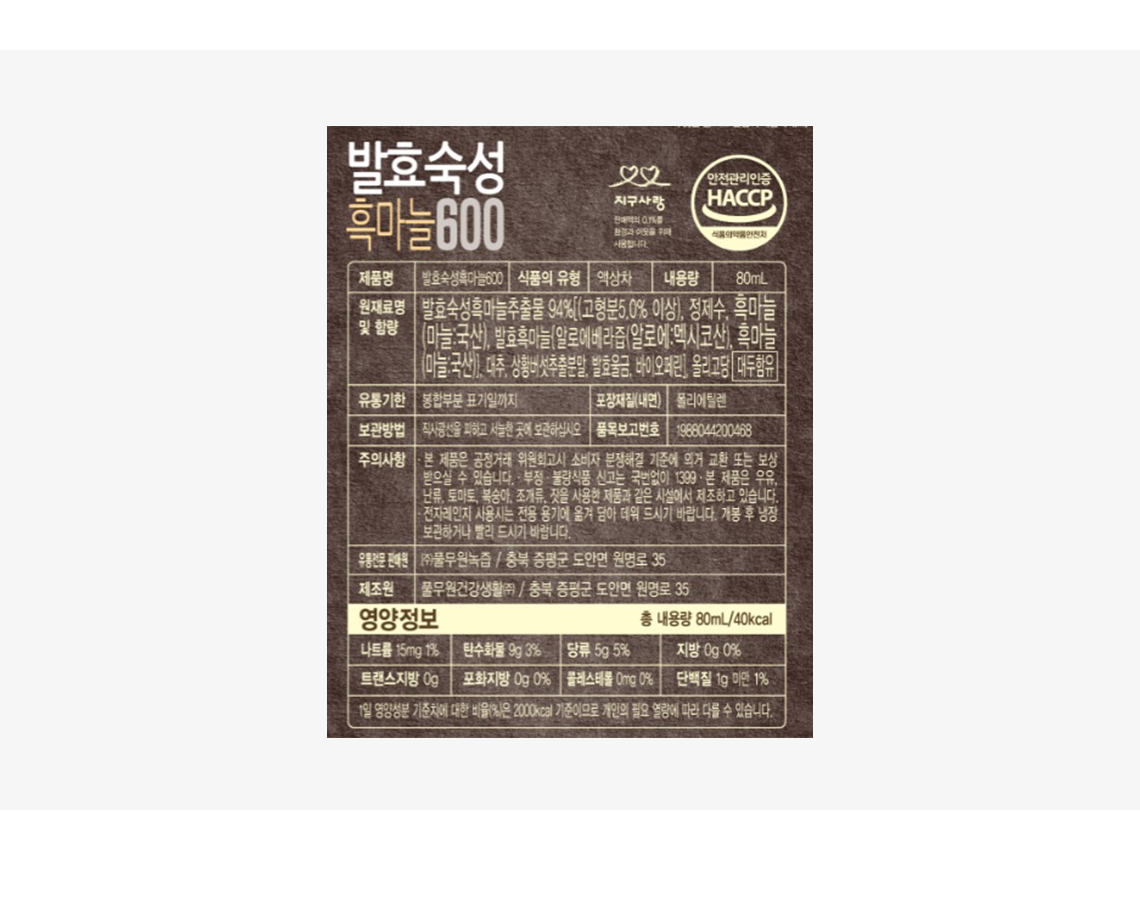 발효숙성
흑마늘600
지구사랑
판매액의 0.1%를
환경과 이웃을 위해
사용합니다.
안전관리인증
HACCP
식품의약품안전처
제품명 발효숙성흑마늘600 식품의 유형 액상차 내용량 80mL
원재료명 및 함량 발효숙성흑마늘추출물 94%[(고형분5.0% 이상), 정제수, 흑마늘
(마늘:국산), 발효흑마늘{알로에베라즙(알로에:멕시코산), 흑마늘
(마늘:국산)}, 대추, 상황버섯추출분말, 발효울금, 바이오페린], 올리고당 대두함유
유통기한 봉합부분 표기일까지 포장재질(내면) 폴리에틸렌
보관방법 직사광선을 피하고 서늘한 곳에 보관하십시오 품목보고번호 1988044200468
주의사항 · 본 제품은 공정거래 위원회고시 소비자 분쟁해결 기준에 의거 교환 또는 보상
받으실 수 있습니다. · 부정 · 불량식품 신고는 국번없이 1399 · 본 제품은 우유,
난류, 토마토, 복숭아, 조개류, 잣을 사용한 제품과 같은 시설에서 제조하고 있습니다.
· 전자레인지 사용시는 전용 용기에 옮겨 담아 데워 드시기 바랍니다. 개봉 후 냉장
보관하거나 빨리 드시기 바랍니다.
유통전문 판매원 ㈜풀무원녹즙 / 충북 증평군 도안면 원명로 35
제조원 풀무원건강생활㈜ / 충북 증평군 도안면 원명로 35
영양정보 총 내용량 80mL/40kcal
나트륨 15mg 1% 탄수화물 9g 3% 당류 5g 5% 지방 0g 0%
트랜스지방 0g 포화지방 0g 0% 콜레스테롤 0mg 0% 단백질 1g 미만 1%
1일 영양성분 기준치에 대한 비율(%)은 2000kcal 기준이므로 개인의 필요 열량에 따라 다를 수 있습니다.